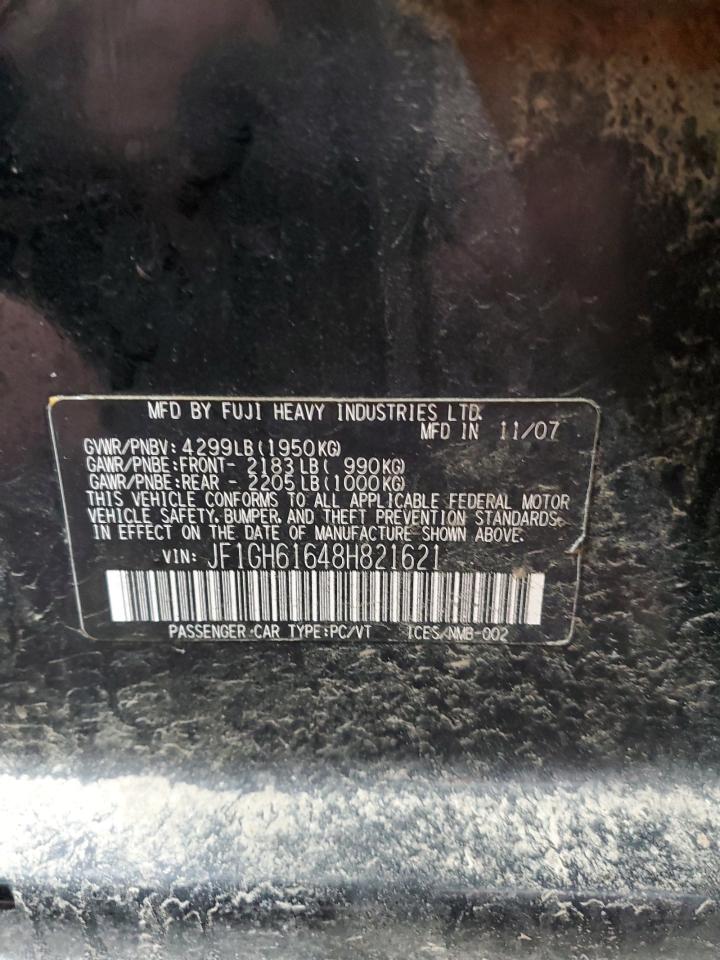 MFD BY FUJI HEAVY INDUSTRIES LTD.
MFD IN 11/07
GVWR/PNBV: 4299LB(1950KG)
GAWR/PNBE:FRONT- 2183LB( 990KG)
GAWR/PNBE:REAR - 2205LB(1000KG)
THIS VEHICLE CONFORMS TO ALL APPLICABLE FEDERAL MOTOR
VEHICLE SAFETY, BUMPER, AND THEFT PREVENTION STANDARDS
IN EFFECT ON THE DATE OF MANUFACTURE SHOWN ABOVE.
VIN: JF1GH61648H821621
PASSENGER CAR TYPE:PC/VT ICES/NMB-002